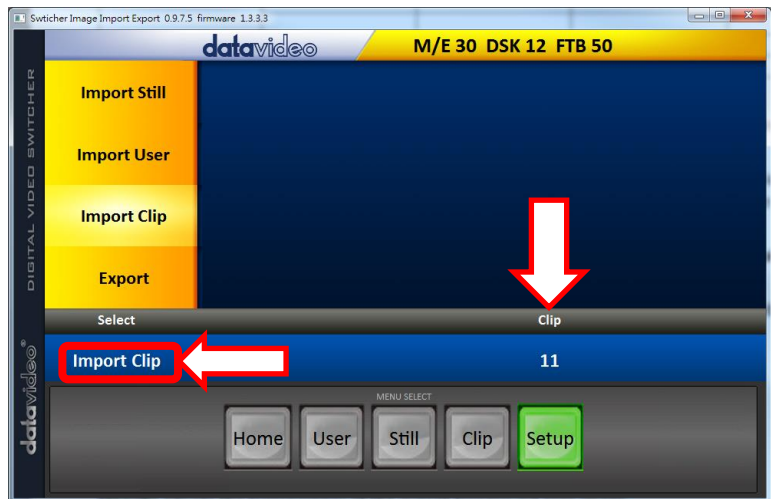 Swticher Image Import Export 0.9.7.5 firmware 1.3.3.3
datavideo
M/E 30 DSK 12 FTB 50
DIGITAL VIDEO SWITCHER
Import Still
Import User
Import Clip
Export
Select
Clip
datavideo®
Import Clip
11
MENU SELECT
Home
User
Still
Clip
Setup